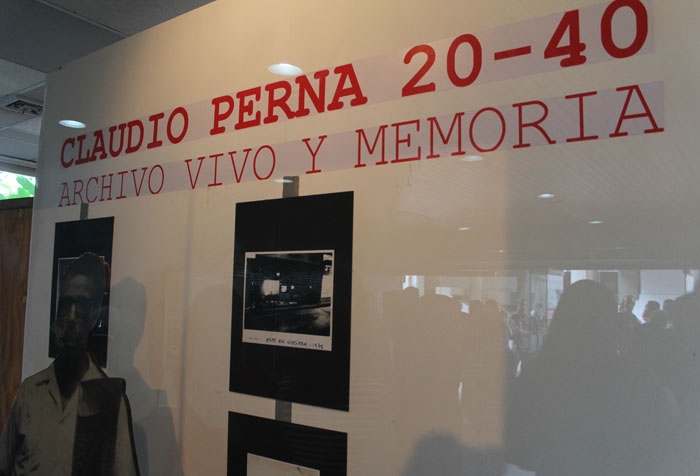 CLAUDIO PERNA 20-40
ARCHIVO VIVO Y MEMORIA